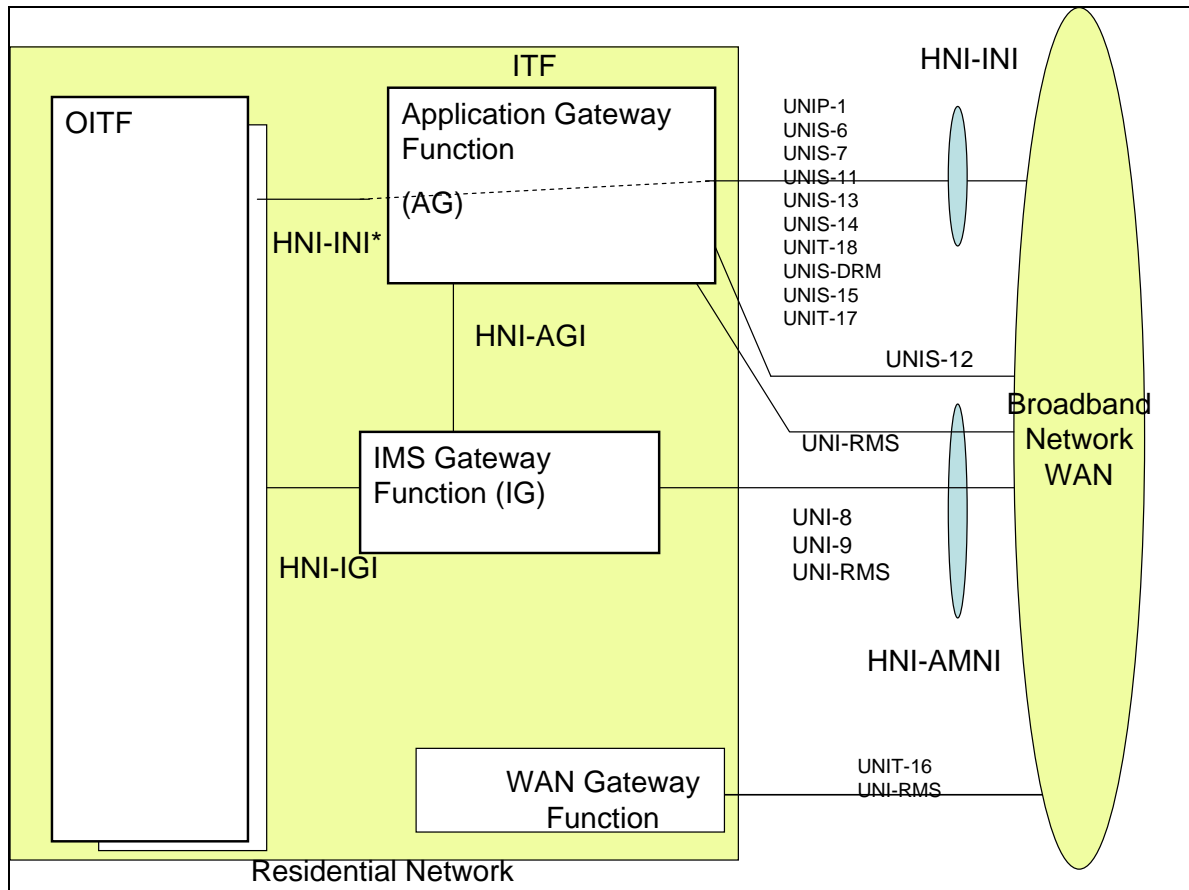 ITF
HNI-INI
OITF
Application Gateway
Function
(AG)
UNIP-1
UNIS-6
UNIS-7
UNIS-11
UNIS-13
UNIS-14
UNIT-18
UNIS-DRM
UNIS-15
UNIT-17
HNI-INI*
HNI-AGI
UNIS-12
Broadband
Network
WAN
UNI-RMS
IMS Gateway
Function (IG)
UNI-8
UNI-9
UNI-RMS
HNI-IGI
HNI-AMNI
WAN Gateway
Function
UNIT-16
UNI-RMS
Residential Network